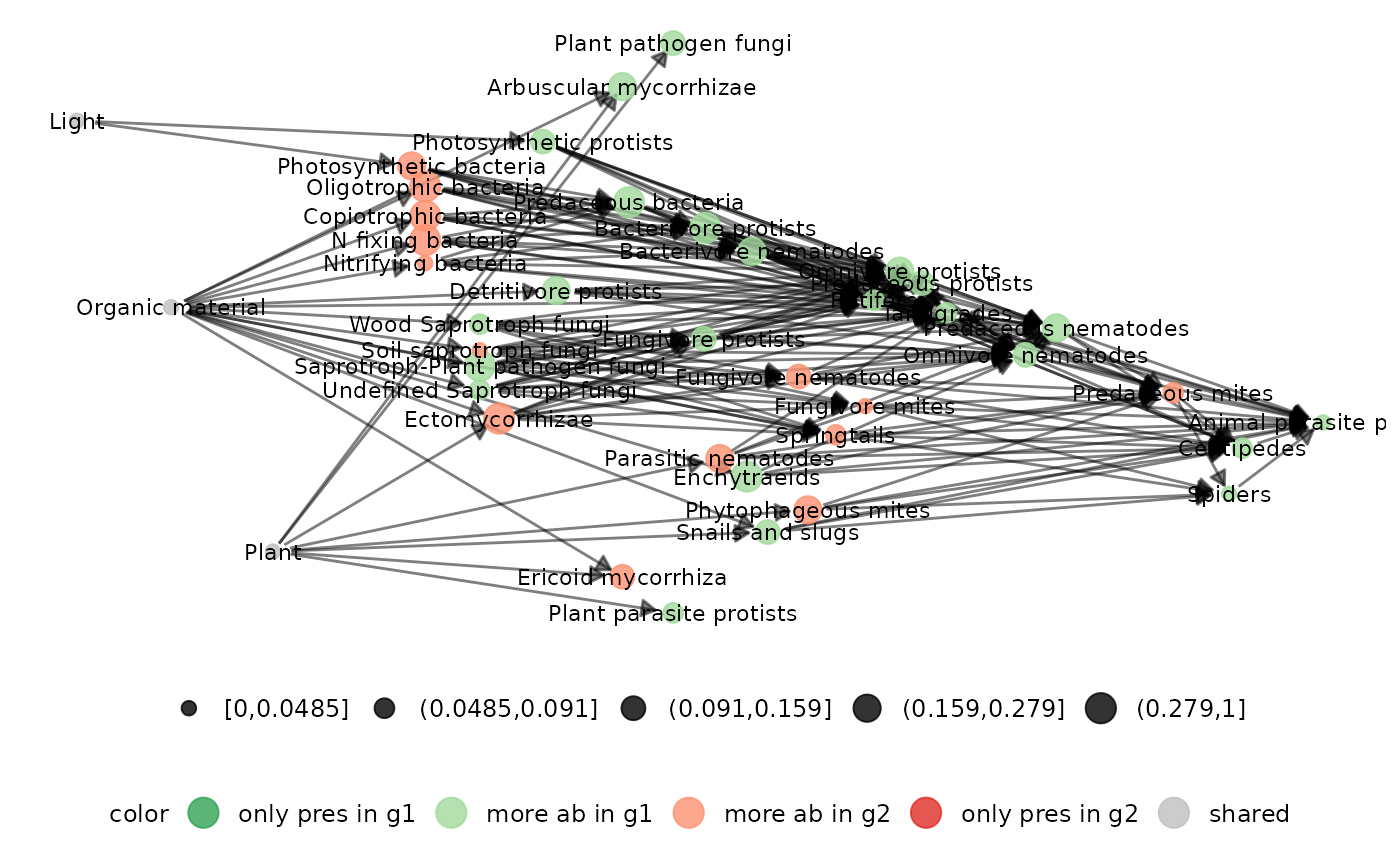 Plant pathogen fungi
Arbuscular mycorrhizae
Light
Photosynthetic protists
Photosynthetic bacteria
Oligotrophic bacteria
Predaceous bacteria
Copiotrophic bacteria
Bacterivore protists
N fixing bacteria
Bacterivore nematodes
Nitrifying bacteria
Omnivore protists
Predaceous protists
Detritivore protists
Rotifers
Organic material
Tardigrades
Wood Saprotroph fungi
Predaceous nematodes
Fungivore protists
Soil saprotroph fungi
Omnivore nematodes
Saprotroph-Plant pathogen fungi
Fungivore nematodes
Undefined Saprotroph fungi
Predaceous mites
Fungivore mites
Ectomycorrhizae
Animal parasite p
Springtails
Centipedes
Parasitic nematodes
Enchytraeids
Spiders
Phytophageous mites
Snails and slugs
Plant
Ericoid mycorrhiza
Plant parasite protists
[0,0.0485] (0.0485,0.091] (0.091,0.159] (0.159,0.279] (0.279,1]
color only pres in g1 more ab in g1 more ab in g2 only pres in g2 shared